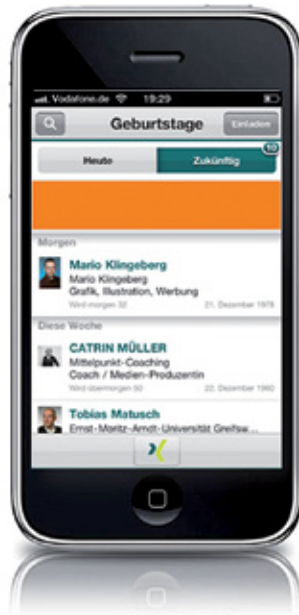 Vodafone.de 19:29
Geburtstage Einladen
Heute Zukünftig 10
Morgen
Mario Klingeberg
Mario Klingeberg
Grafik, Illustration, Werbung
Wird morgen 32 21. Dezember 1978
Diese Woche
CATRIN MÜLLER
Mittelpunkt-Coaching
Coach / Medien-Produzentin
Wird übermorgen 50 22. Dezember 1960
Tobias Matusch
Ernst-Moritz-Arndt-Universität Greifsw...